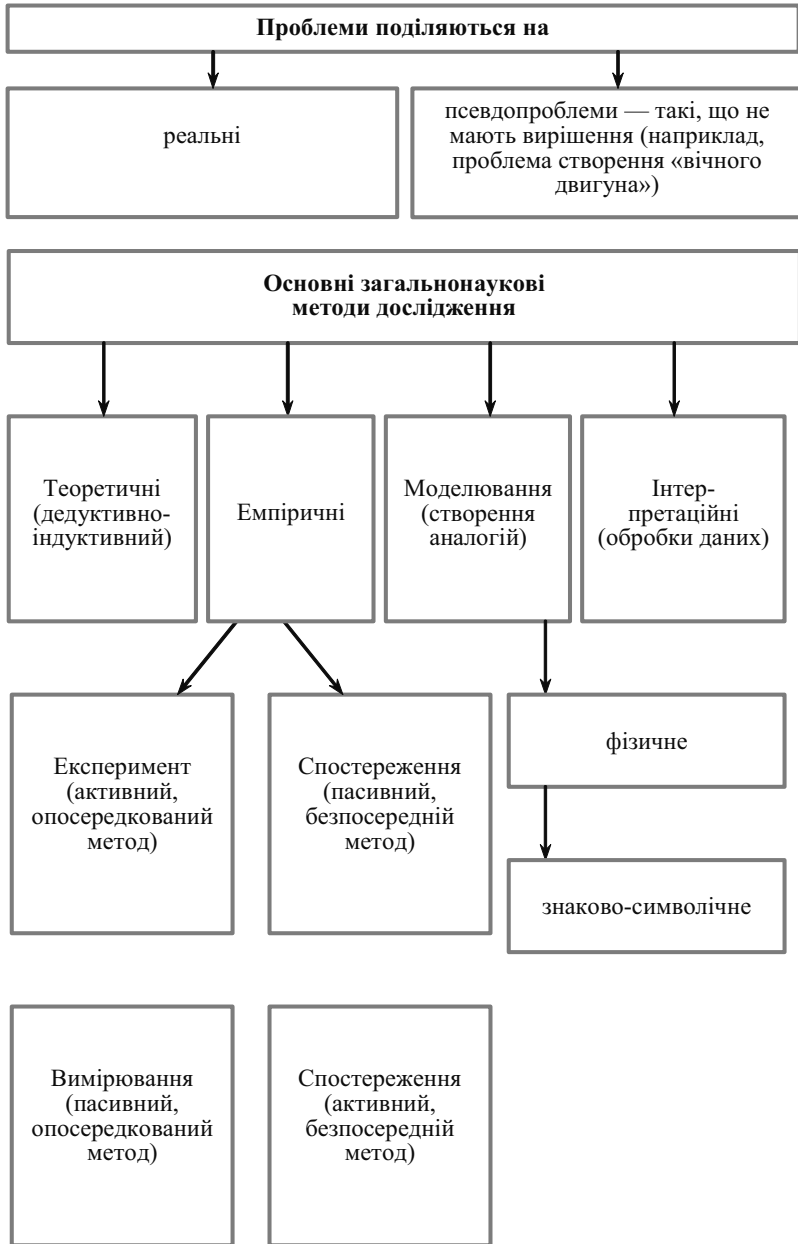 Проблеми поділяються на
реальні
псевдопроблеми — такі, що не
мають вирішення (наприклад,
проблема створення «вічного
двигуна»)
Основні загальнонаукові
методи дослідження
Теоретичні
(дедуктивно-
індуктивний)
Емпіричні
Моделювання
(створення
аналогій)
Інтер-
претаційні
(обробки даних)
Експеримент
(активний,
опосередкований
метод)
Спостереження
(пасивний,
безпосередній
метод)
фізичне
знаково-символічне
Вимірювання
(пасивний,
опосередкований
метод)
Спостереження
(активний,
безпосередній
метод)